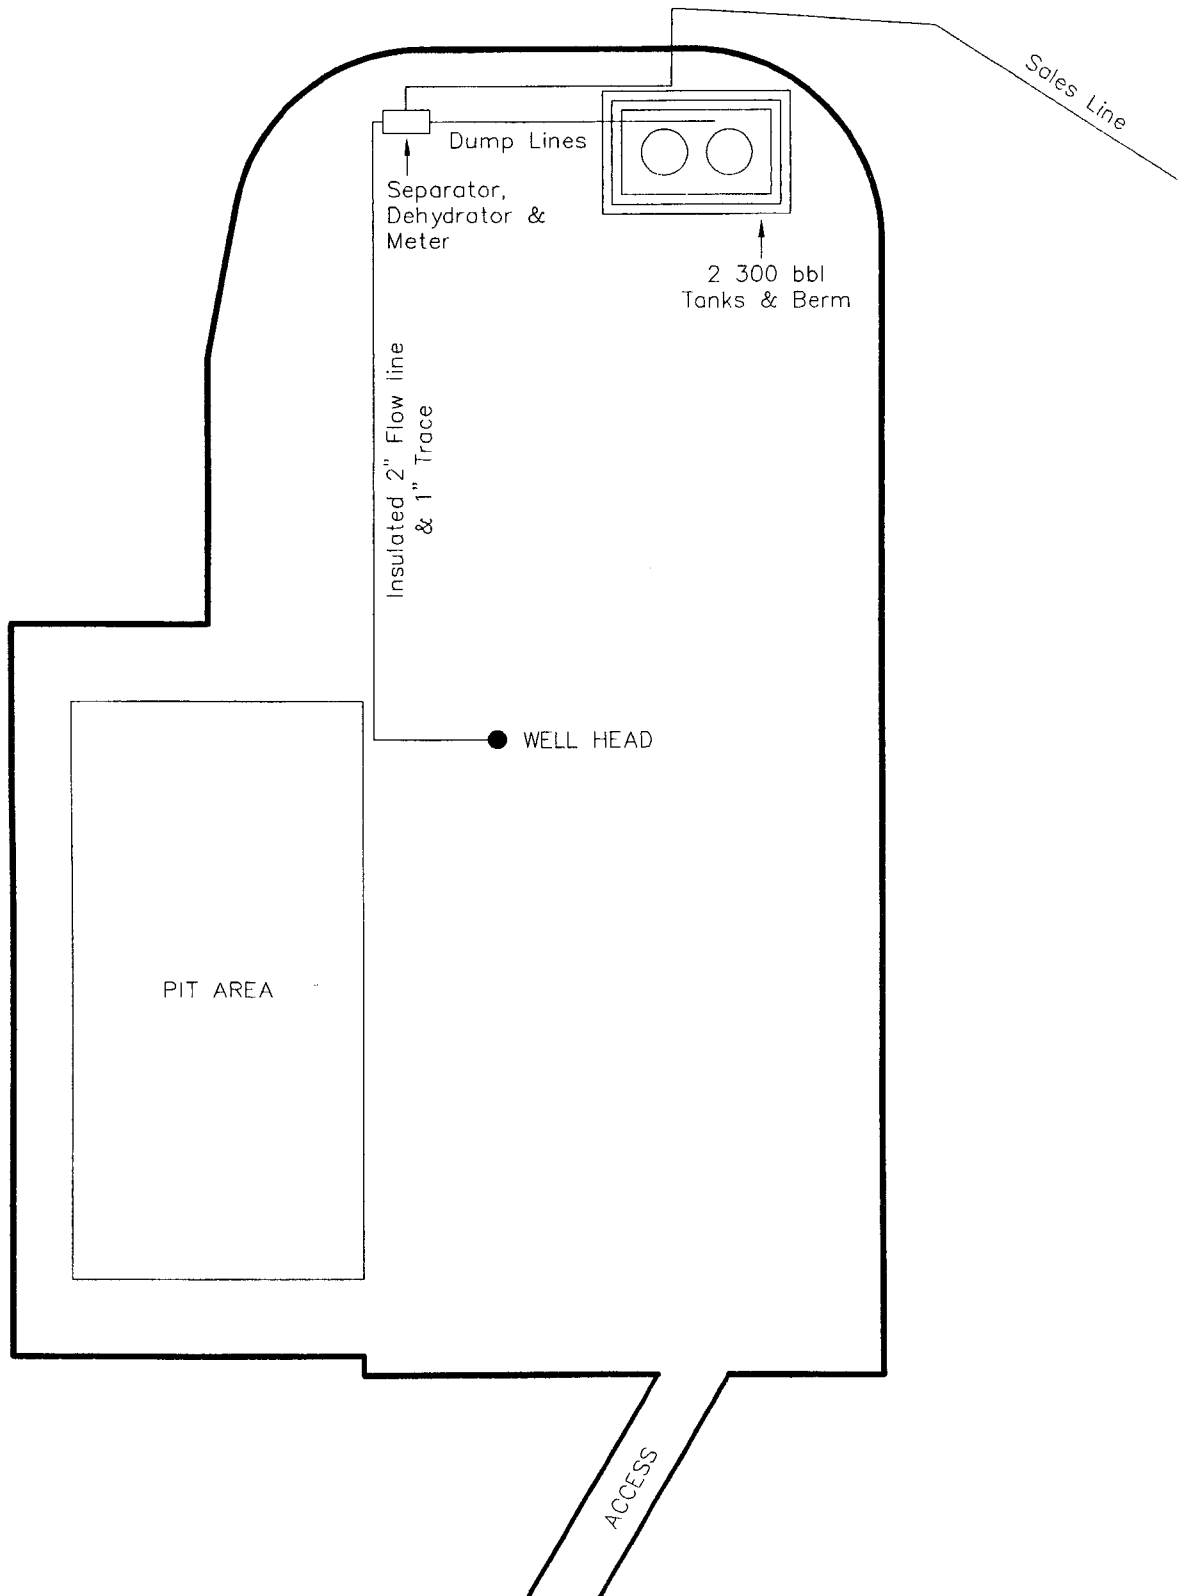 Sales Line
Dump Lines
Separator,
Dehydrator &
Meter
2 300 bbl
Tanks & Berm
Insulated 2" Flow line
& 1" Trace
WELL HEAD
PIT AREA
ACCESS